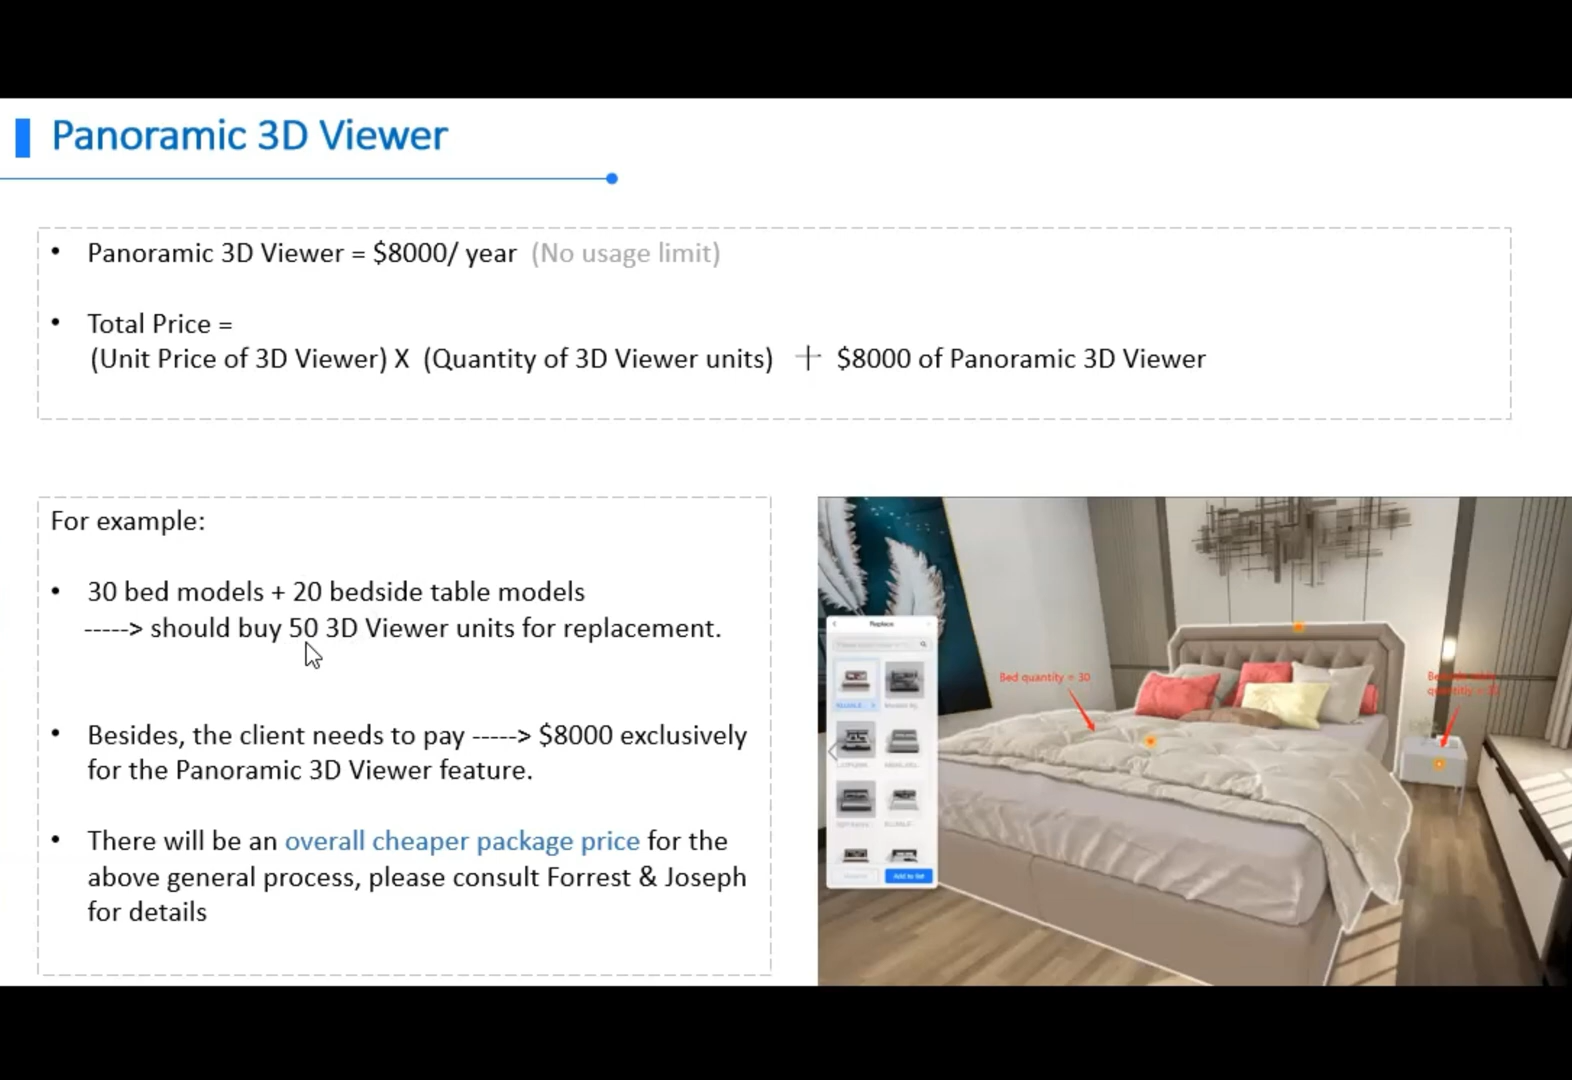 Panoramic 3D Viewer
• Panoramic 3D Viewer = $8000/ year (No usage limit)
• Total Price =
(Unit Price of 3D Viewer) X (Quantity of 3D Viewer units) + $8000 of Panoramic 3D Viewer
For example:
• 30 bed models + 20 bedside table models
-----> should buy 50 3D Viewer units for replacement.
• Besides, the client needs to pay -----> $8000 exclusively
for the Panoramic 3D Viewer feature.
• There will be an overall cheaper package price for the
above general process, please consult Forrest & Joseph
for details
Replace
Bed quantity = 30
Add to list